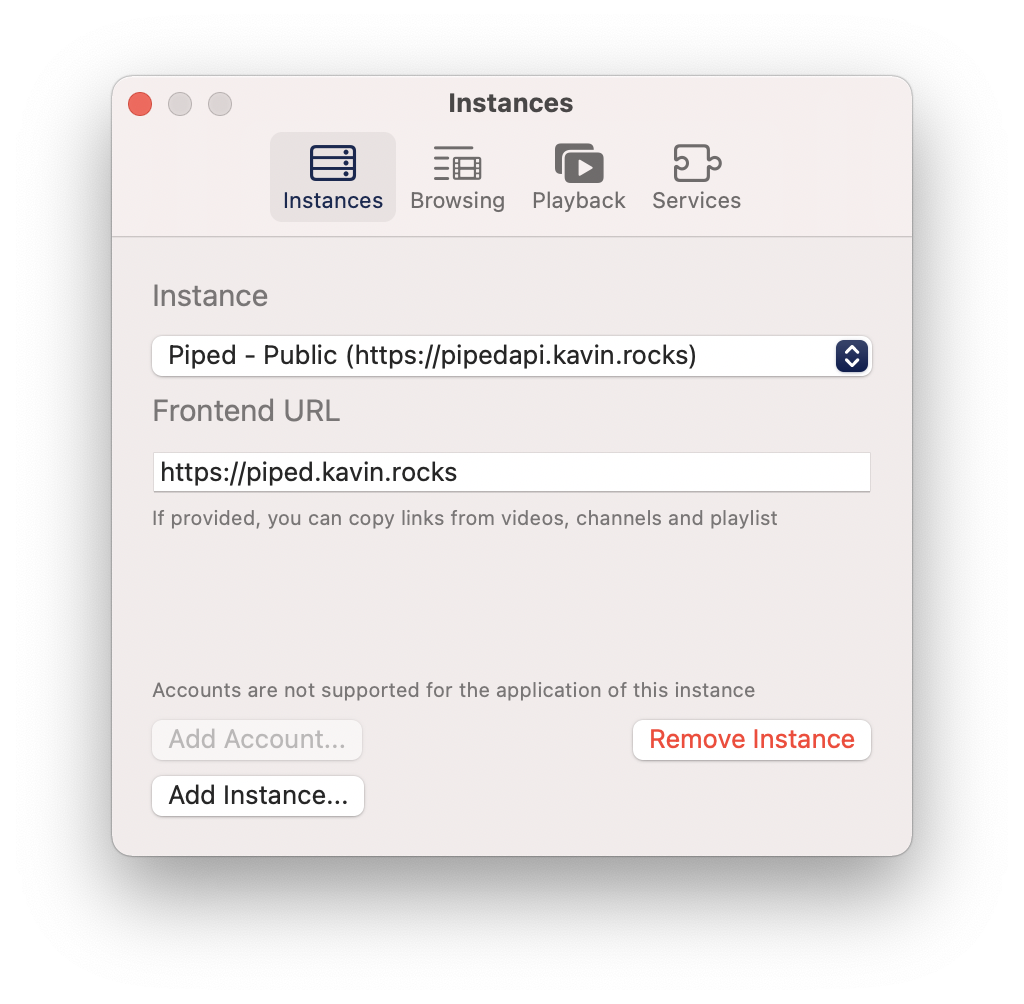 Instances
Instances Browsing Playback Services
Instance
Piped - Public (https://pipedapi.kavin.rocks)
Frontend URL
https://piped.kavin.rocks
If provided, you can copy links from videos, channels and playlist
Accounts are not supported for the application of this instance
Add Account... Remove Instance
Add Instance...